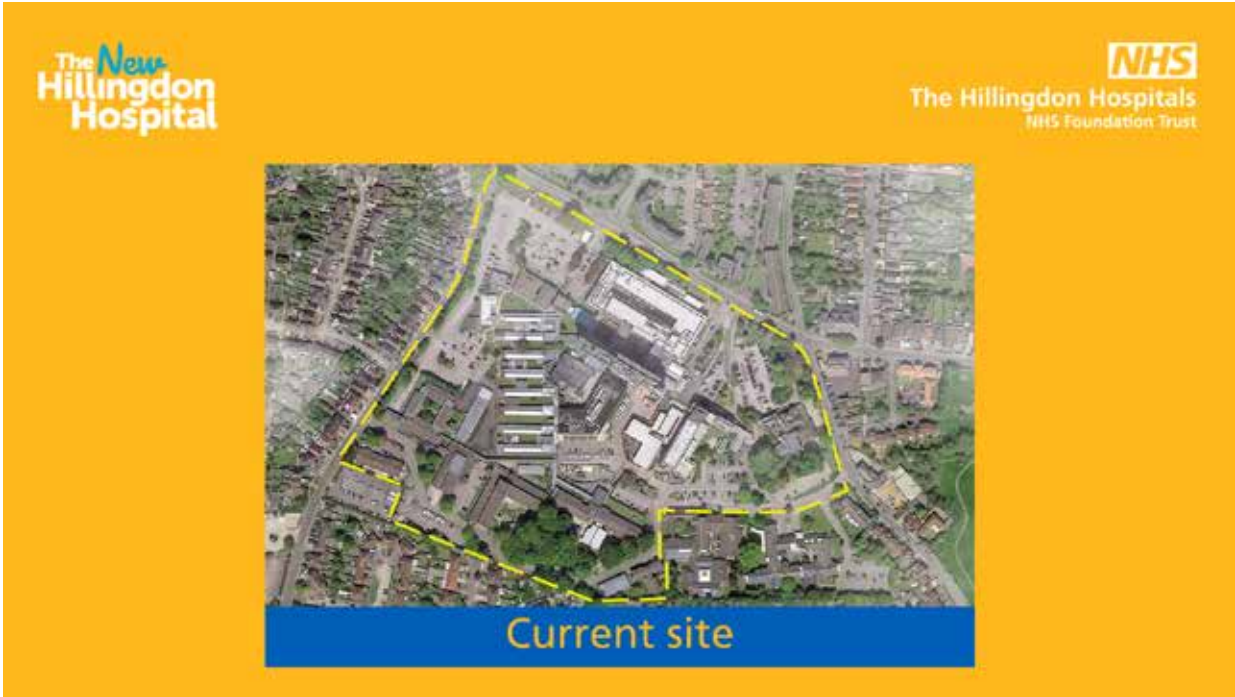 The New
Hillingdon
Hospital
NHS
The Hillingdon Hospitals
NHS Foundation Trust
Current site